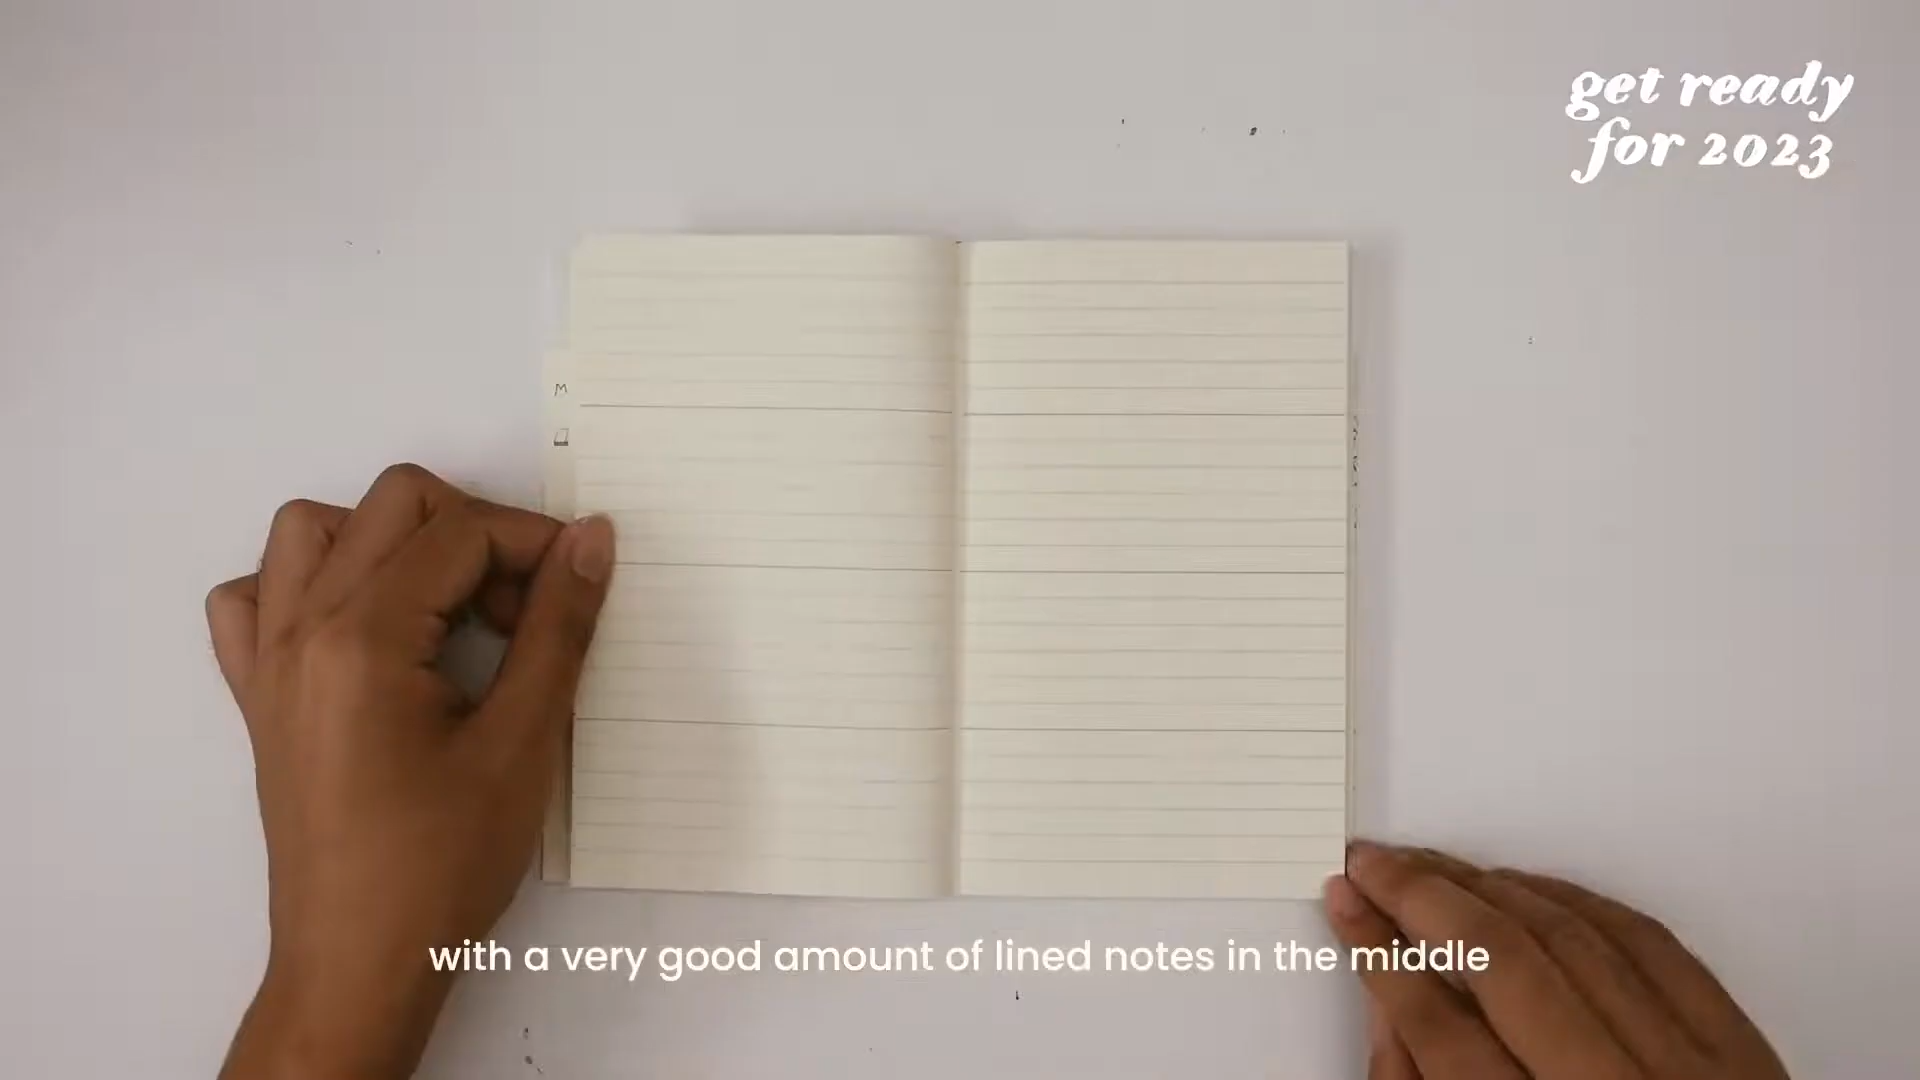 get ready
for 2023
M
with a very good amount of lined notes in the middle